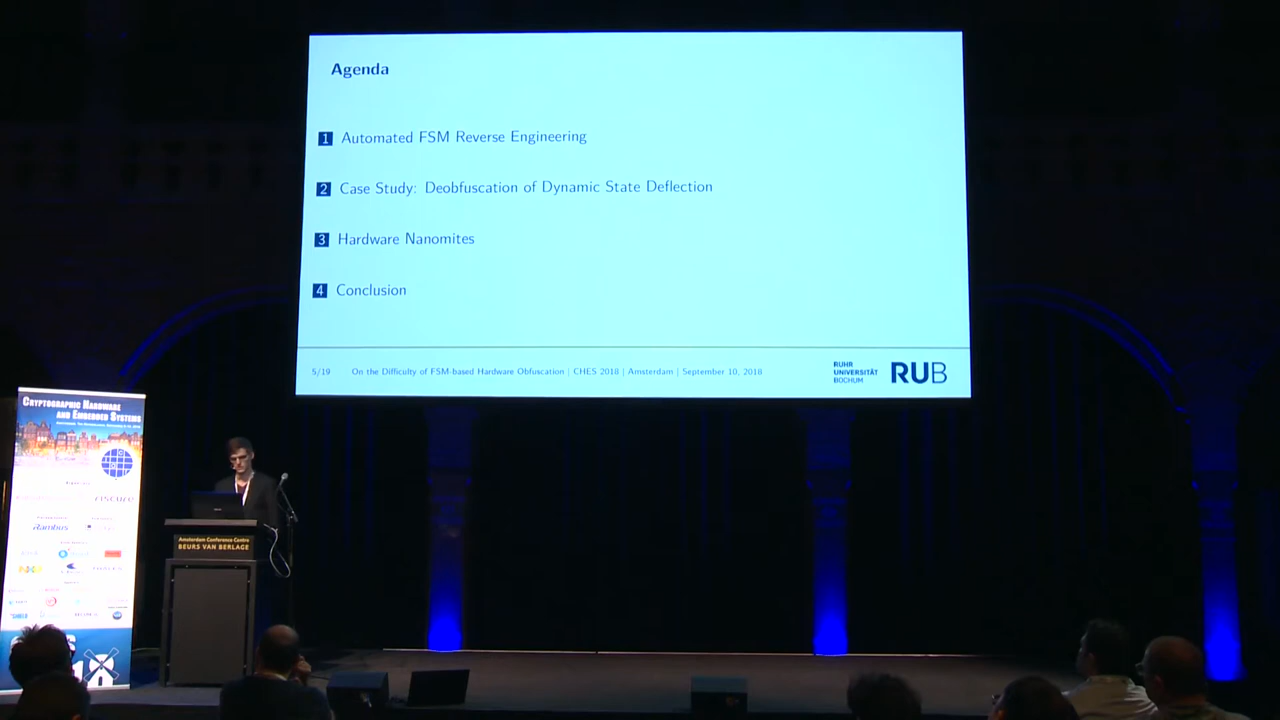 Agenda
1 Automated FSM Reverse Engineering
2 Case Study: Deobfuscation of Dynamic State Deflection
3 Hardware Nanomites
4 Conclusion
5/19 On the Difficulty of FSM-based Hardware Obfuscation | CHES 2018 | Amsterdam | September 10, 2018
RUHR
UNIVERSITÄT
BOCHUM
RUB
Cryptographic Hardware
and Embedded Systems
riscure
Rambus
Amsterdam Conference Centre
BEURS VAN BERLAGE